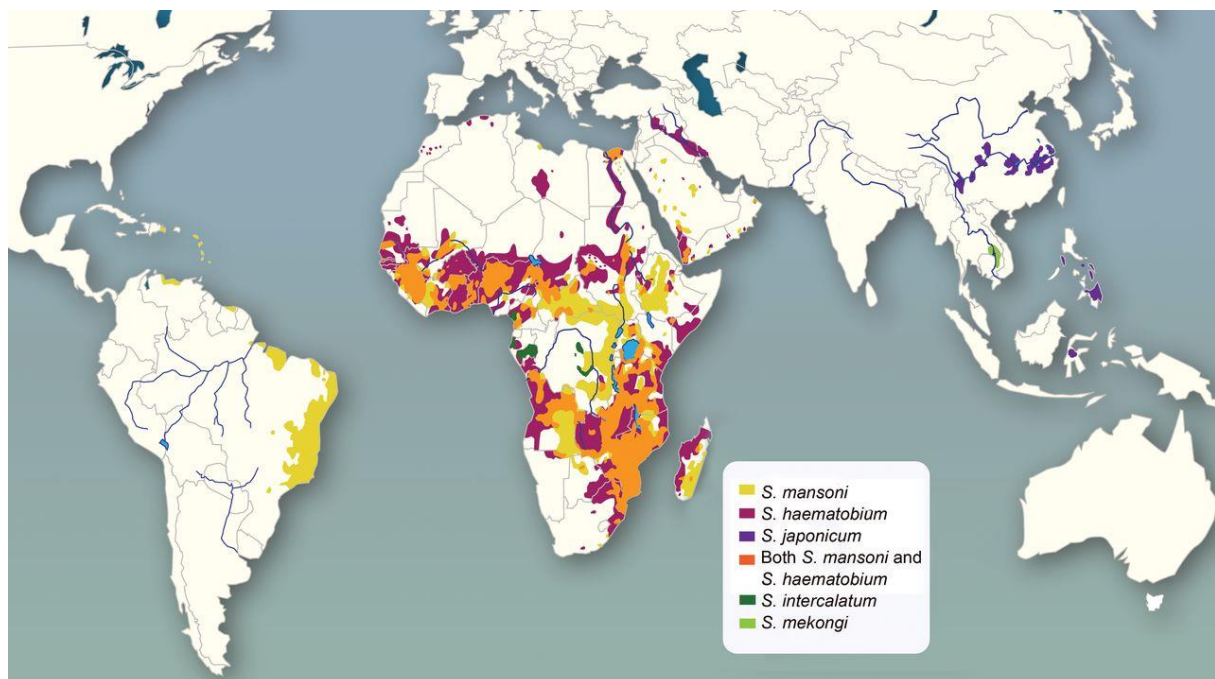 S. mansoni
S. haematobium
S. japonicum
Both S. mansoni and
S. haematobium
S. intercalatum
S. mekongi